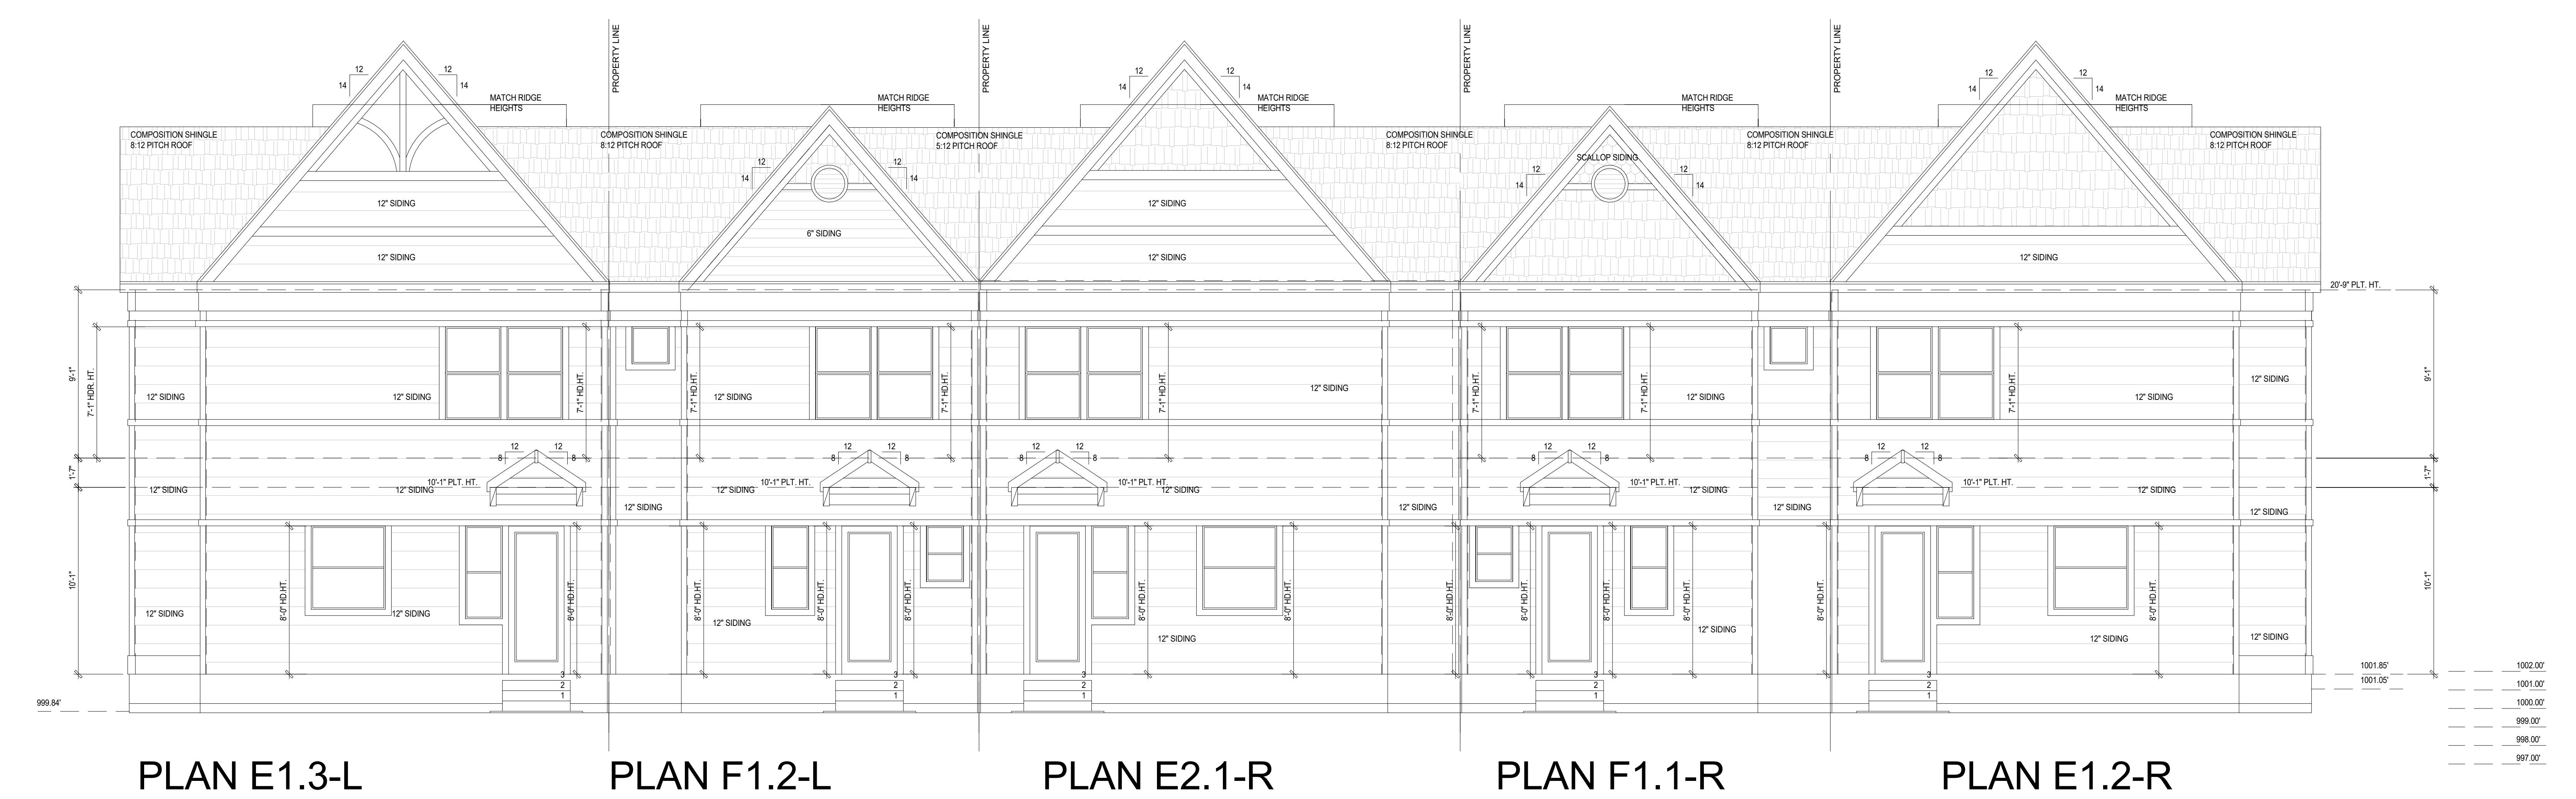 PROPERTY LINE
PROPERTY LINE
PROPERTY LINE
PROPERTY LINE
12
14
12
14
MATCH RIDGE
HEIGHTS
MATCH RIDGE
HEIGHTS
12
14
12
14
MATCH RIDGE
HEIGHTS
MATCH RIDGE
HEIGHTS
12
14
12
14
MATCH RIDGE
HEIGHTS
COMPOSITION SHINGLE
8:12 PITCH ROOF
COMPOSITION SHINGLE
8:12 PITCH ROOF
COMPOSITION SHINGLE
5:12 PITCH ROOF
COMPOSITION SHINGLE
8:12 PITCH ROOF
COMPOSITION SHINGLE
8:12 PITCH ROOF
COMPOSITION SHINGLE
8:12 PITCH ROOF
12
14
12
14
SCALLOP SIDING
12
14
12
14
12" SIDING
6" SIDING
12" SIDING
12" SIDING
12" SIDING
12" SIDING
20'-9" PLT. HT.
9'-1"
7'-1" HDR. HT.
12" SIDING
12" SIDING
7'-1" HD.HT.
7'-1" HD.HT.
12" SIDING
7'-1" HD.HT.
7'-1" HD.HT.
12" SIDING
7'-1" HD.HT.
7'-1" HD.HT.
12" SIDING
7'-1" HD.HT.
12" SIDING
12" SIDING
9'-1"
12
12
8
8
12
12
8
8
12
12
8
8
12
12
8
8
12
12
8
8
1'-7"
1'-7"
10'-1" PLT. HT.
10'-1" PLT. HT.
10'-1" PLT. HT.
10'-1" PLT. HT.
10'-1" PLT. HT.
12" SIDING
12" SIDING
12" SIDING
12" SIDING
12" SIDING
12" SIDING
12" SIDING
12" SIDING
12" SIDING
12" SIDING
10'-1"
12" SIDING
8'-0" HD.HT.
12" SIDING
8'-0" HD.HT.
8'-0" HD.HT.
12" SIDING
8'-0" HD.HT.
8'-0" HD.HT.
8'-0" HD.HT.
12" SIDING
8'-0" HD.HT.
8'-0" HD.HT.
8'-0" HD.HT.
8'-0" HD.HT.
8'-0" HD.HT.
12" SIDING
8'-0" HD.HT.
12" SIDING
8'-0" HD.HT.
12" SIDING
10'-1"
3
2
1
3
2
1
3
2
1
3
2
1
3
2
1
999.84'
1001.85'
1001.05'
1002.00'
1001.00'
1000.00'
999.00'
998.00'
997.00'
PLAN E1.3-L
PLAN F1.2-L
PLAN E2.1-R
PLAN F1.1-R
PLAN E1.2-R